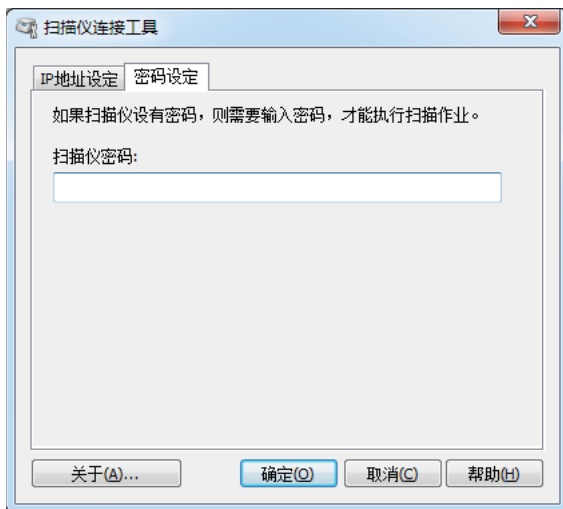 扫描仪连接工具
IP地址设定 密码设定
如果扫描仪设有密码，则需要输入密码，才能执行扫描作业。
扫描仪密码:
关于(A)... 确定(O) 取消(C) 帮助(H)